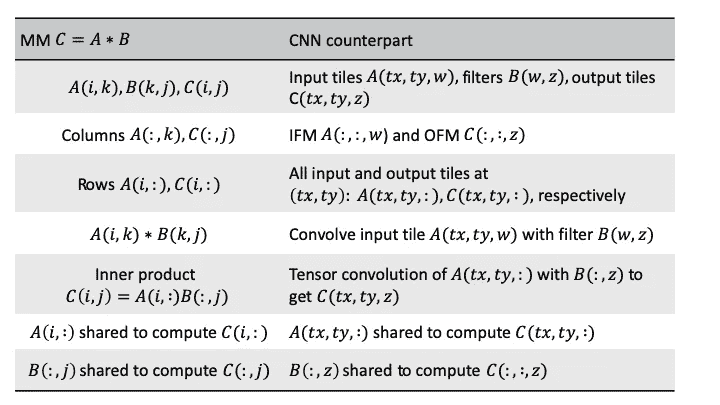 MM C = A * B
CNN counterpart
A(i, k), B(k, j), C(i, j)
Input tiles A(tx, ty, w), filters B(w, z), output tiles
C(tx, ty, z)
Columns A(:, k), C(:, j)
IFM A(:, :, w) and OFM C(:, :, z)
Rows A(i, :), C(i, :)
All input and output tiles at
(tx, ty): A(tx, ty, :), C(tx, ty, :), respectively
A(i, k) * B(k, j)
Convolve input tile A(tx, ty, w) with filter B(w, z)
Inner product
C(i, j) = A(i, :)B(:, j)
Tensor convolution of A(tx, ty, :) with B(:, z) to
get C(tx, ty, z)
A(i, :) shared to compute C(i, :)
A(tx, ty, :) shared to compute C(tx, ty, :)
B(:, j) shared to compute C(:, j)
B(:, z) shared to compute C(:, :, z)